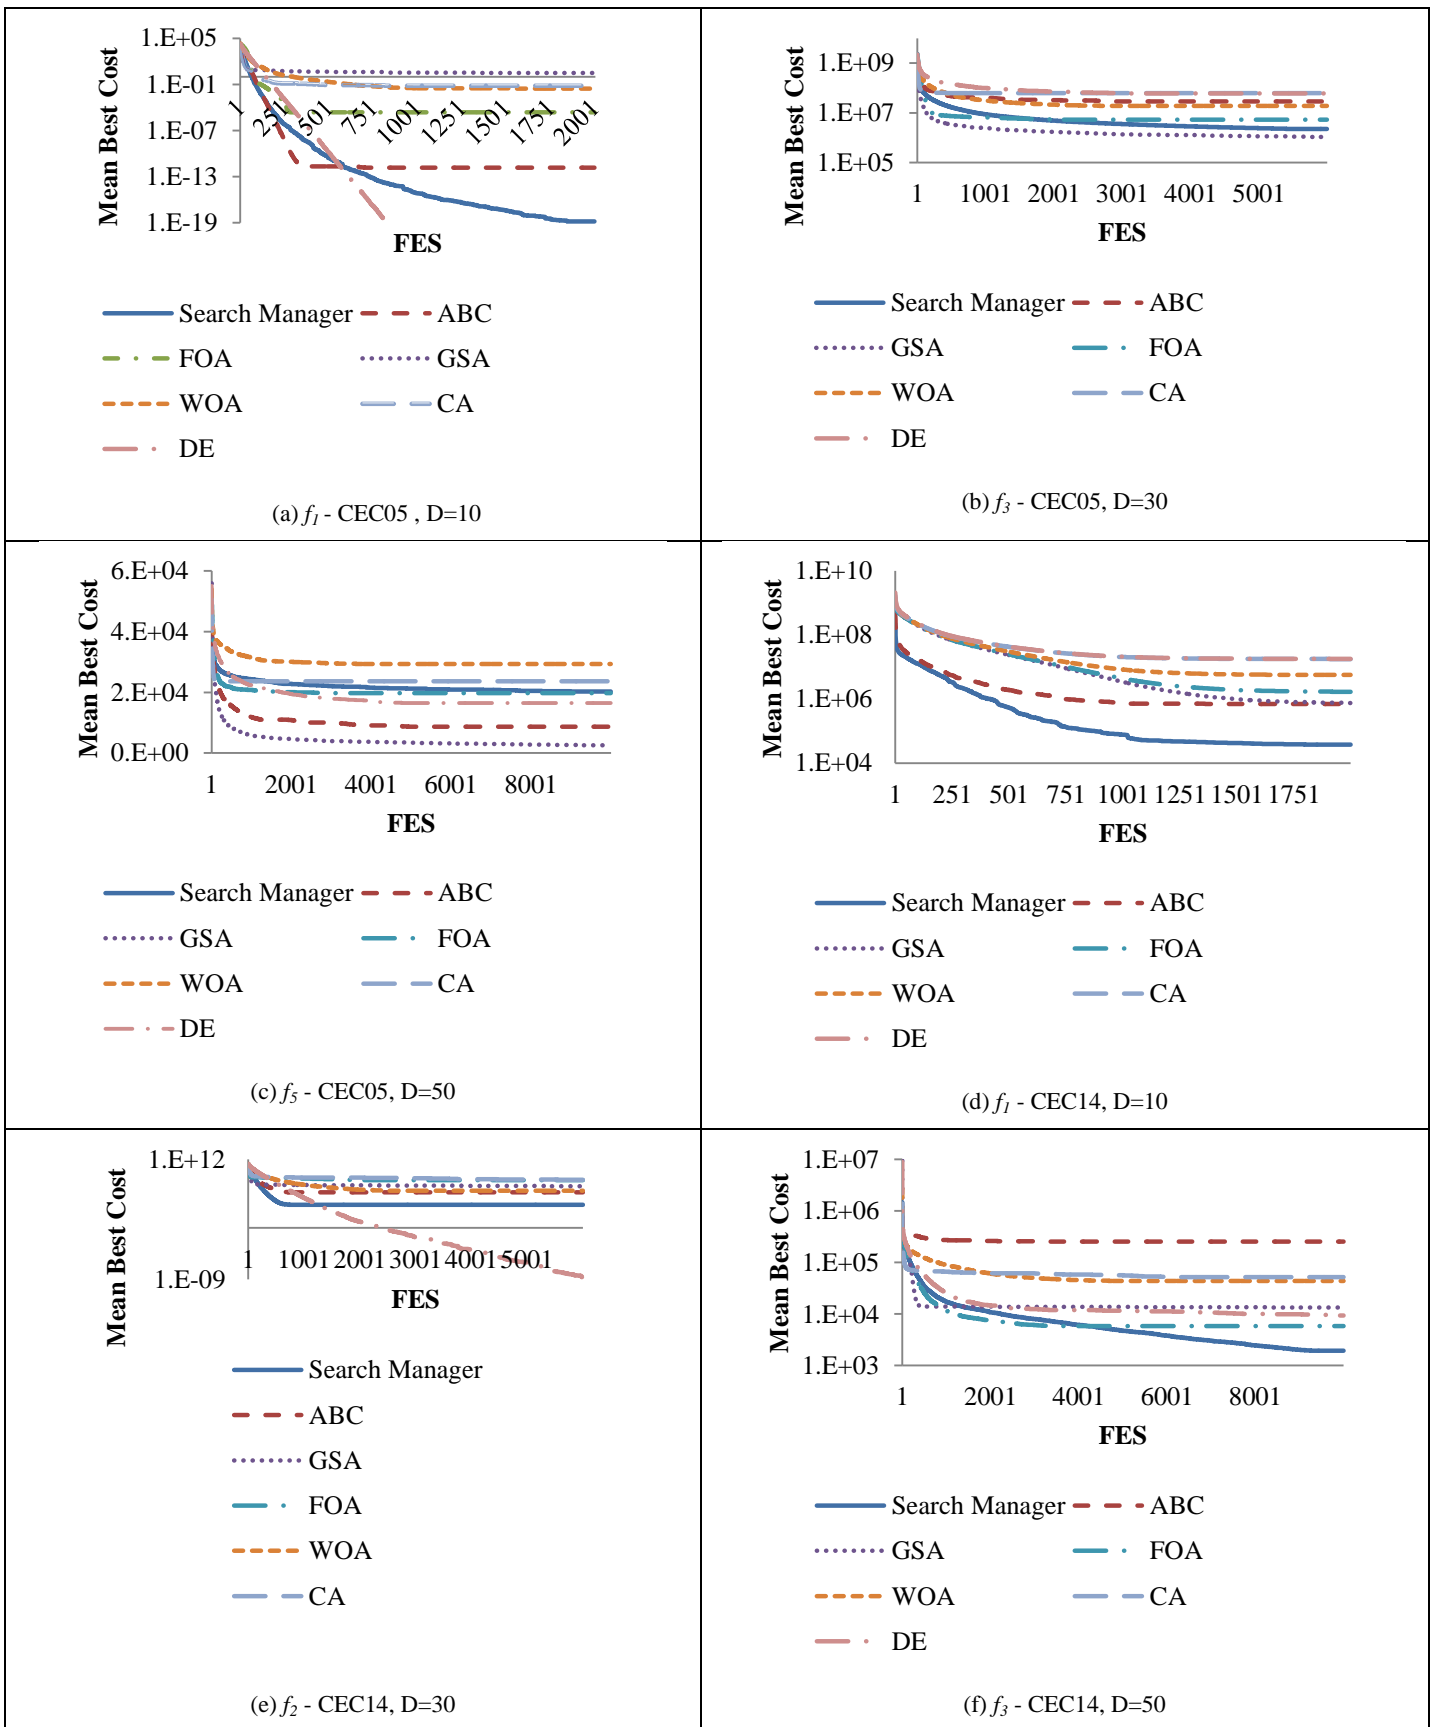 Mean Best Cost
1.E+05
1.E-01
1.E-07
1.E-13
1.E-19
1 251 501 751 1001 1251 1501 1751 2001
FES
Search Manager ABC
FOA GSA
WOA CA
DE
(a) f1 - CEC05 , D=10
Mean Best Cost
1.E+09
1.E+07
1.E+05
1 1001 2001 3001 4001 5001
FES
Search Manager ABC
GSA FOA
WOA CA
DE
(b) f3 - CEC05, D=30
Mean Best Cost
6.E+04
4.E+04
2.E+04
0.E+00
1 2001 4001 6001 8001
FES
Search Manager ABC
GSA FOA
WOA CA
DE
(c) f5 - CEC05, D=50
Mean Best Cost
1.E+10
1.E+08
1.E+06
1.E+04
1 251 501 751 1001 1251 1501 1751
FES
Search Manager ABC
GSA FOA
WOA CA
DE
(d) f1 - CEC14, D=10
Mean Best Cost
1.E+12
1.E-09
1 1001 2001 3001 4001 5001
FES
Search Manager
ABC
GSA
FOA
WOA
CA
(e) f2 - CEC14, D=30
Mean Best Cost
1.E+07
1.E+06
1.E+05
1.E+04
1.E+03
1 2001 4001 6001 8001
FES
Search Manager ABC
GSA FOA
WOA CA
DE
(f) f3 - CEC14, D=50